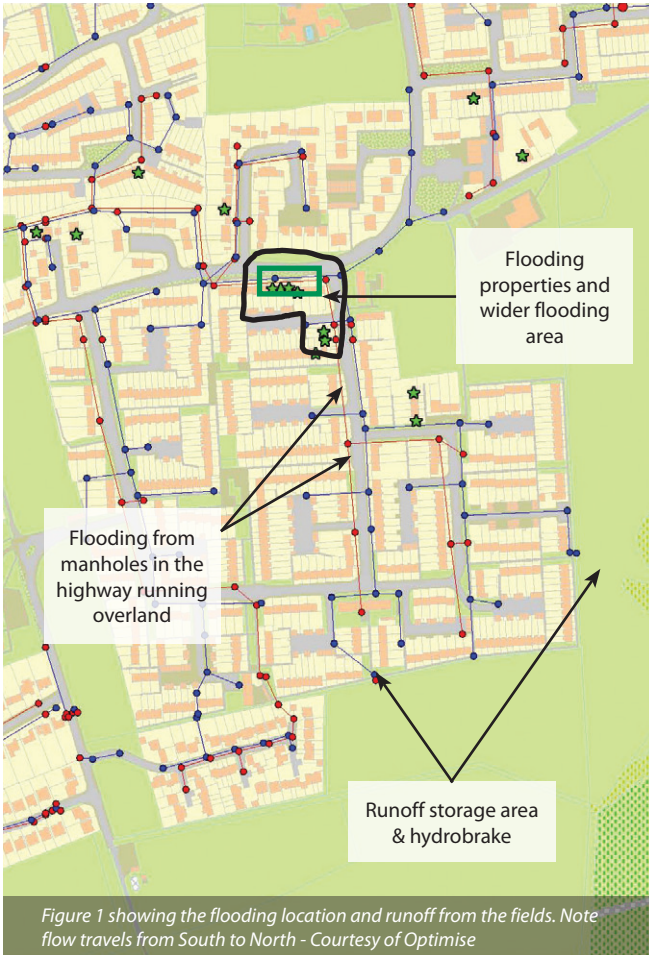 Flooding
properties and
wider flooding
area
Flooding from
manholes in the
highway running
overland
Runoff storage area
& hydrobrake
Figure 1 showing the flooding location and runoff from the fields. Note
flow travels from South to North - Courtesy of Optimise